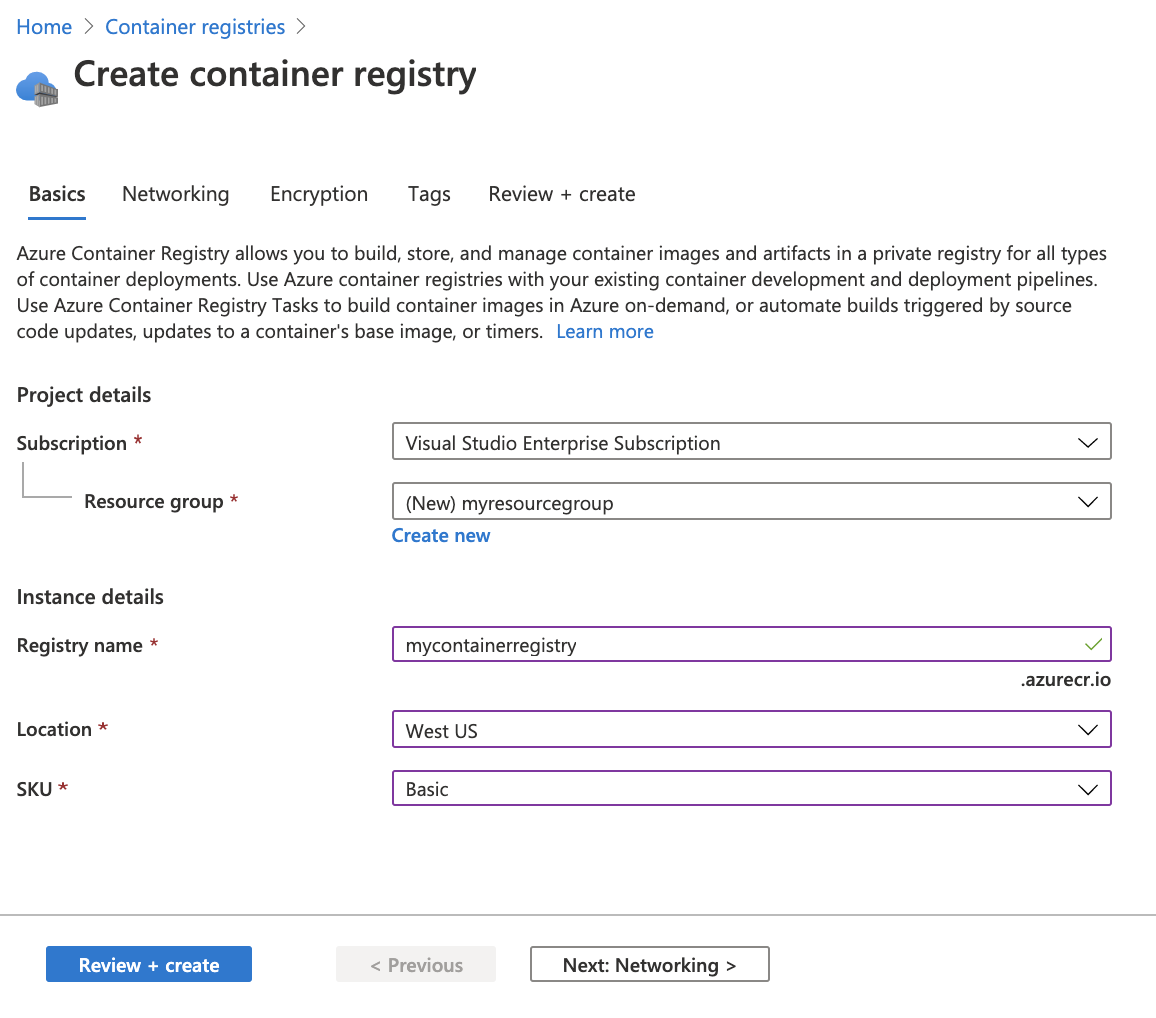 Home > Container registries >
Create container registry
Basics Networking Encryption Tags Review + create
Azure Container Registry allows you to build, store, and manage container images and artifacts in a private registry for all types
of container deployments. Use Azure container registries with your existing container development and deployment pipelines.
Use Azure Container Registry Tasks to build container images in Azure on-demand, or automate builds triggered by source
code updates, updates to a container's base image, or timers. Learn more
Project details
Subscription * Visual Studio Enterprise Subscription
Resource group * (New) myresourcegroup
Create new
Instance details
Registry name * mycontainerregistry
.azurecr.io
Location * West US
SKU * Basic
Review + create < Previous Next: Networking >